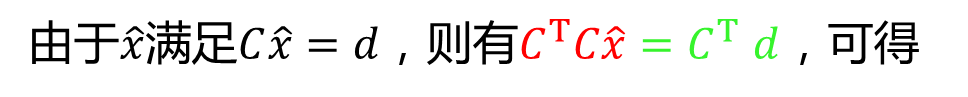 由于x̂满足Cx̂ = d，则有CᵀCx̂ = Cᵀ d，可得